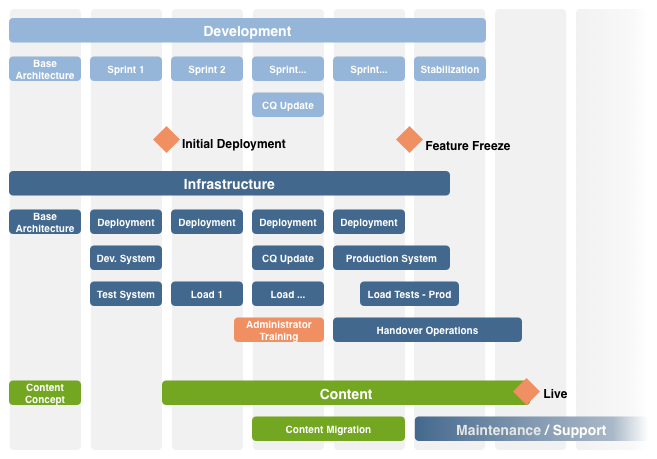 Development
Base
Architecture
Sprint 1
Sprint 2
Sprint...
Sprint...
Stabilization
CQ Update
Initial Deployment
Feature Freeze
Infrastructure
Base
Architecture
Deployment
Deployment
Deployment
Deployment
Dev. System
CQ Update
Production System
Test System
Load 1
Load ...
Load Tests - Prod
Administrator
Training
Handover Operations
Content
Concept
Content
Live
Content Migration
Maintenance / Support